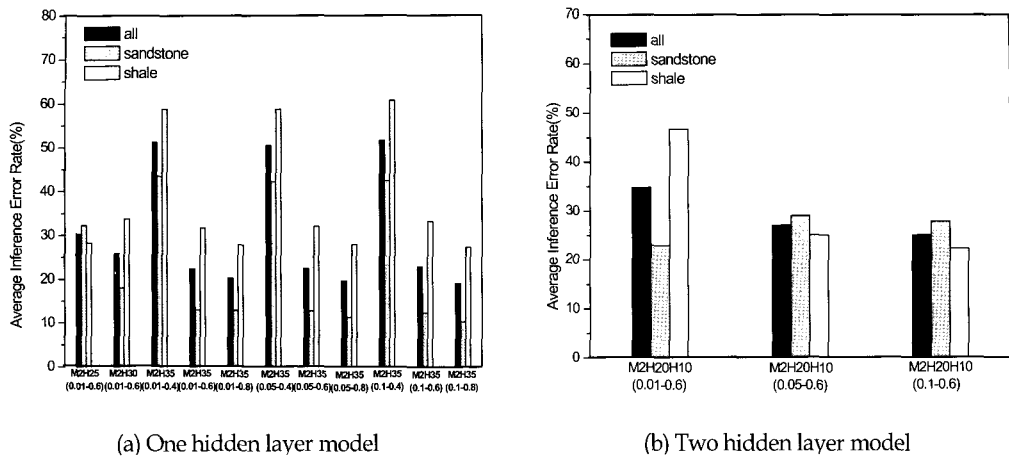 80
70
60
50
40
30
20
10
0
Average Inference Error Rate(%)
all
sandstone
shale
M2H25 M2H30 M2H35 M2H35 M2H35 M2H35 M2H35 M2H35 M2H35 M2H35 M2H35
(0.01-0.6) (0.01-0.6) (0.01-0.4) (0.01-0.6) (0.01-0.8) (0.05-0.4) (0.05-0.6) (0.05-0.8) (0.1-0.4) (0.1-0.6) (0.1-0.8)
(a) One hidden layer model
70
60
50
40
30
20
10
0
Average Inference Error Rate(%)
all
sandstone
shale
M2H20H10 M2H20H10 M2H20H10
(0.01-0.6) (0.05-0.6) (0.1-0.6)
(b) Two hidden layer model